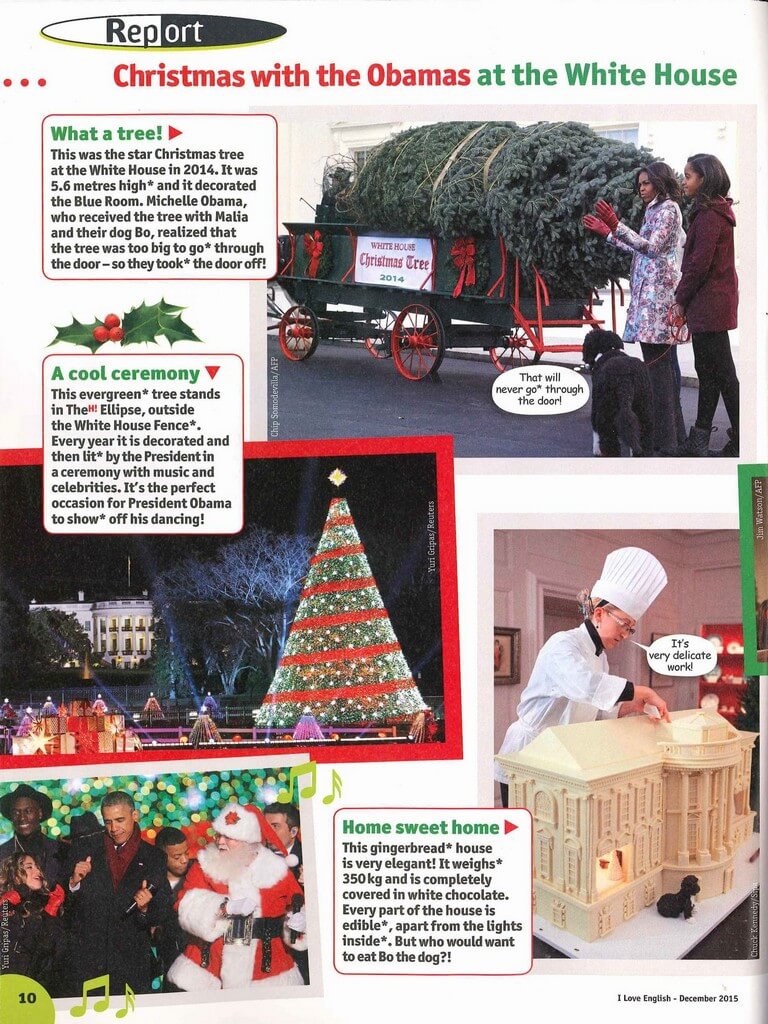 Report
... Christmas with the Obamas at the White House
What a tree! ▶
This was the star Christmas tree
at the White House in 2014. It was
5.6 metres high* and it decorated
the Blue Room. Michelle Obama,
who received the tree with Malia
and their dog Bo, realized that
the tree was too big to go* through
the door – so they took* the door off!
WHITE HOUSE
Christmas Tree
2014
That will
never go* through
the door!
Chip Somodevilla/AFP
A cool ceremony ▼
This evergreen* tree stands
in The H! Ellipse, outside
the White House Fence*.
Every year it is decorated and
then lit* by the President in
a ceremony with music and
celebrities. It's the perfect
occasion for President Obama
to show* off his dancing!
Yuri Gripas/Reuters
Jim Watson/AFP
It's
very delicate
work!
Home sweet home ▶
This gingerbread* house
is very elegant! It weighs*
350 kg and is completely
covered in white chocolate.
Every part of the house is
edible*, apart from the lights
inside*. But who would want
to eat Bo the dog?!
Yuri Gripas/Reuters
Chuck Kennedy/
10
I Love English - December 2015